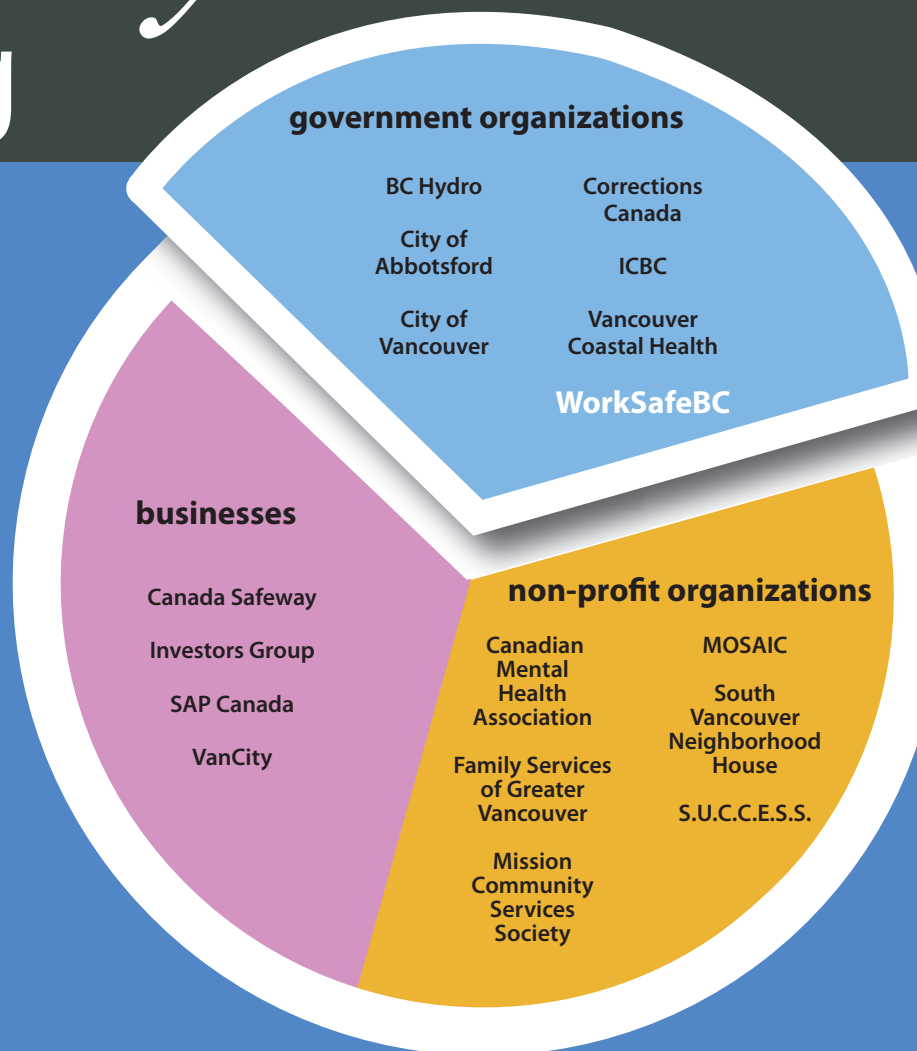 government organizations
BC Hydro
City of
Abbotsford
City of
Vancouver
Corrections
Canada
ICBC
Vancouver
Coastal Health
WorkSafeBC
businesses
Canada Safeway
Investors Group
SAP Canada
VanCity
non-profit organizations
Canadian
Mental
Health
Association
Family Services
of Greater
Vancouver
Mission
Community
Services
Society
MOSAIC
South
Vancouver
Neighborhood
House
S.U.C.C.E.S.S.